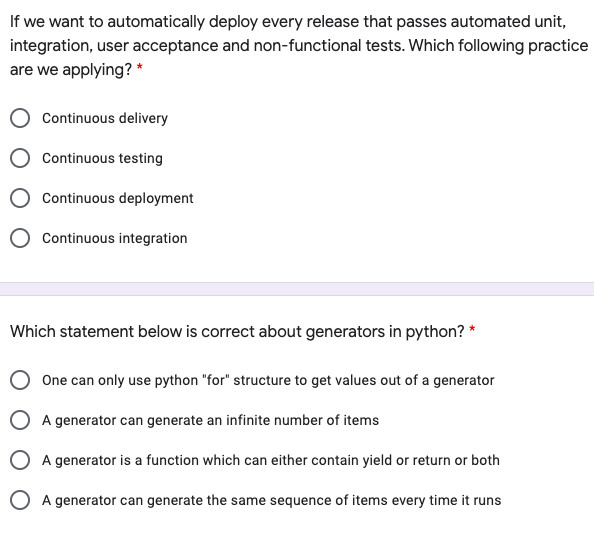 If we want to automatically deploy every release that passes automated unit,
integration, user acceptance and non-functional tests. Which following practice
are we applying? *
Continuous delivery
Continuous testing
Continuous deployment
Continuous integration
Which statement below is correct about generators in python? *
One can only use python "for" structure to get values out of a generator
A generator can generate an infinite number of items
A generator is a function which can either contain yield or return or both
A generator can generate the same sequence of items every time it runs